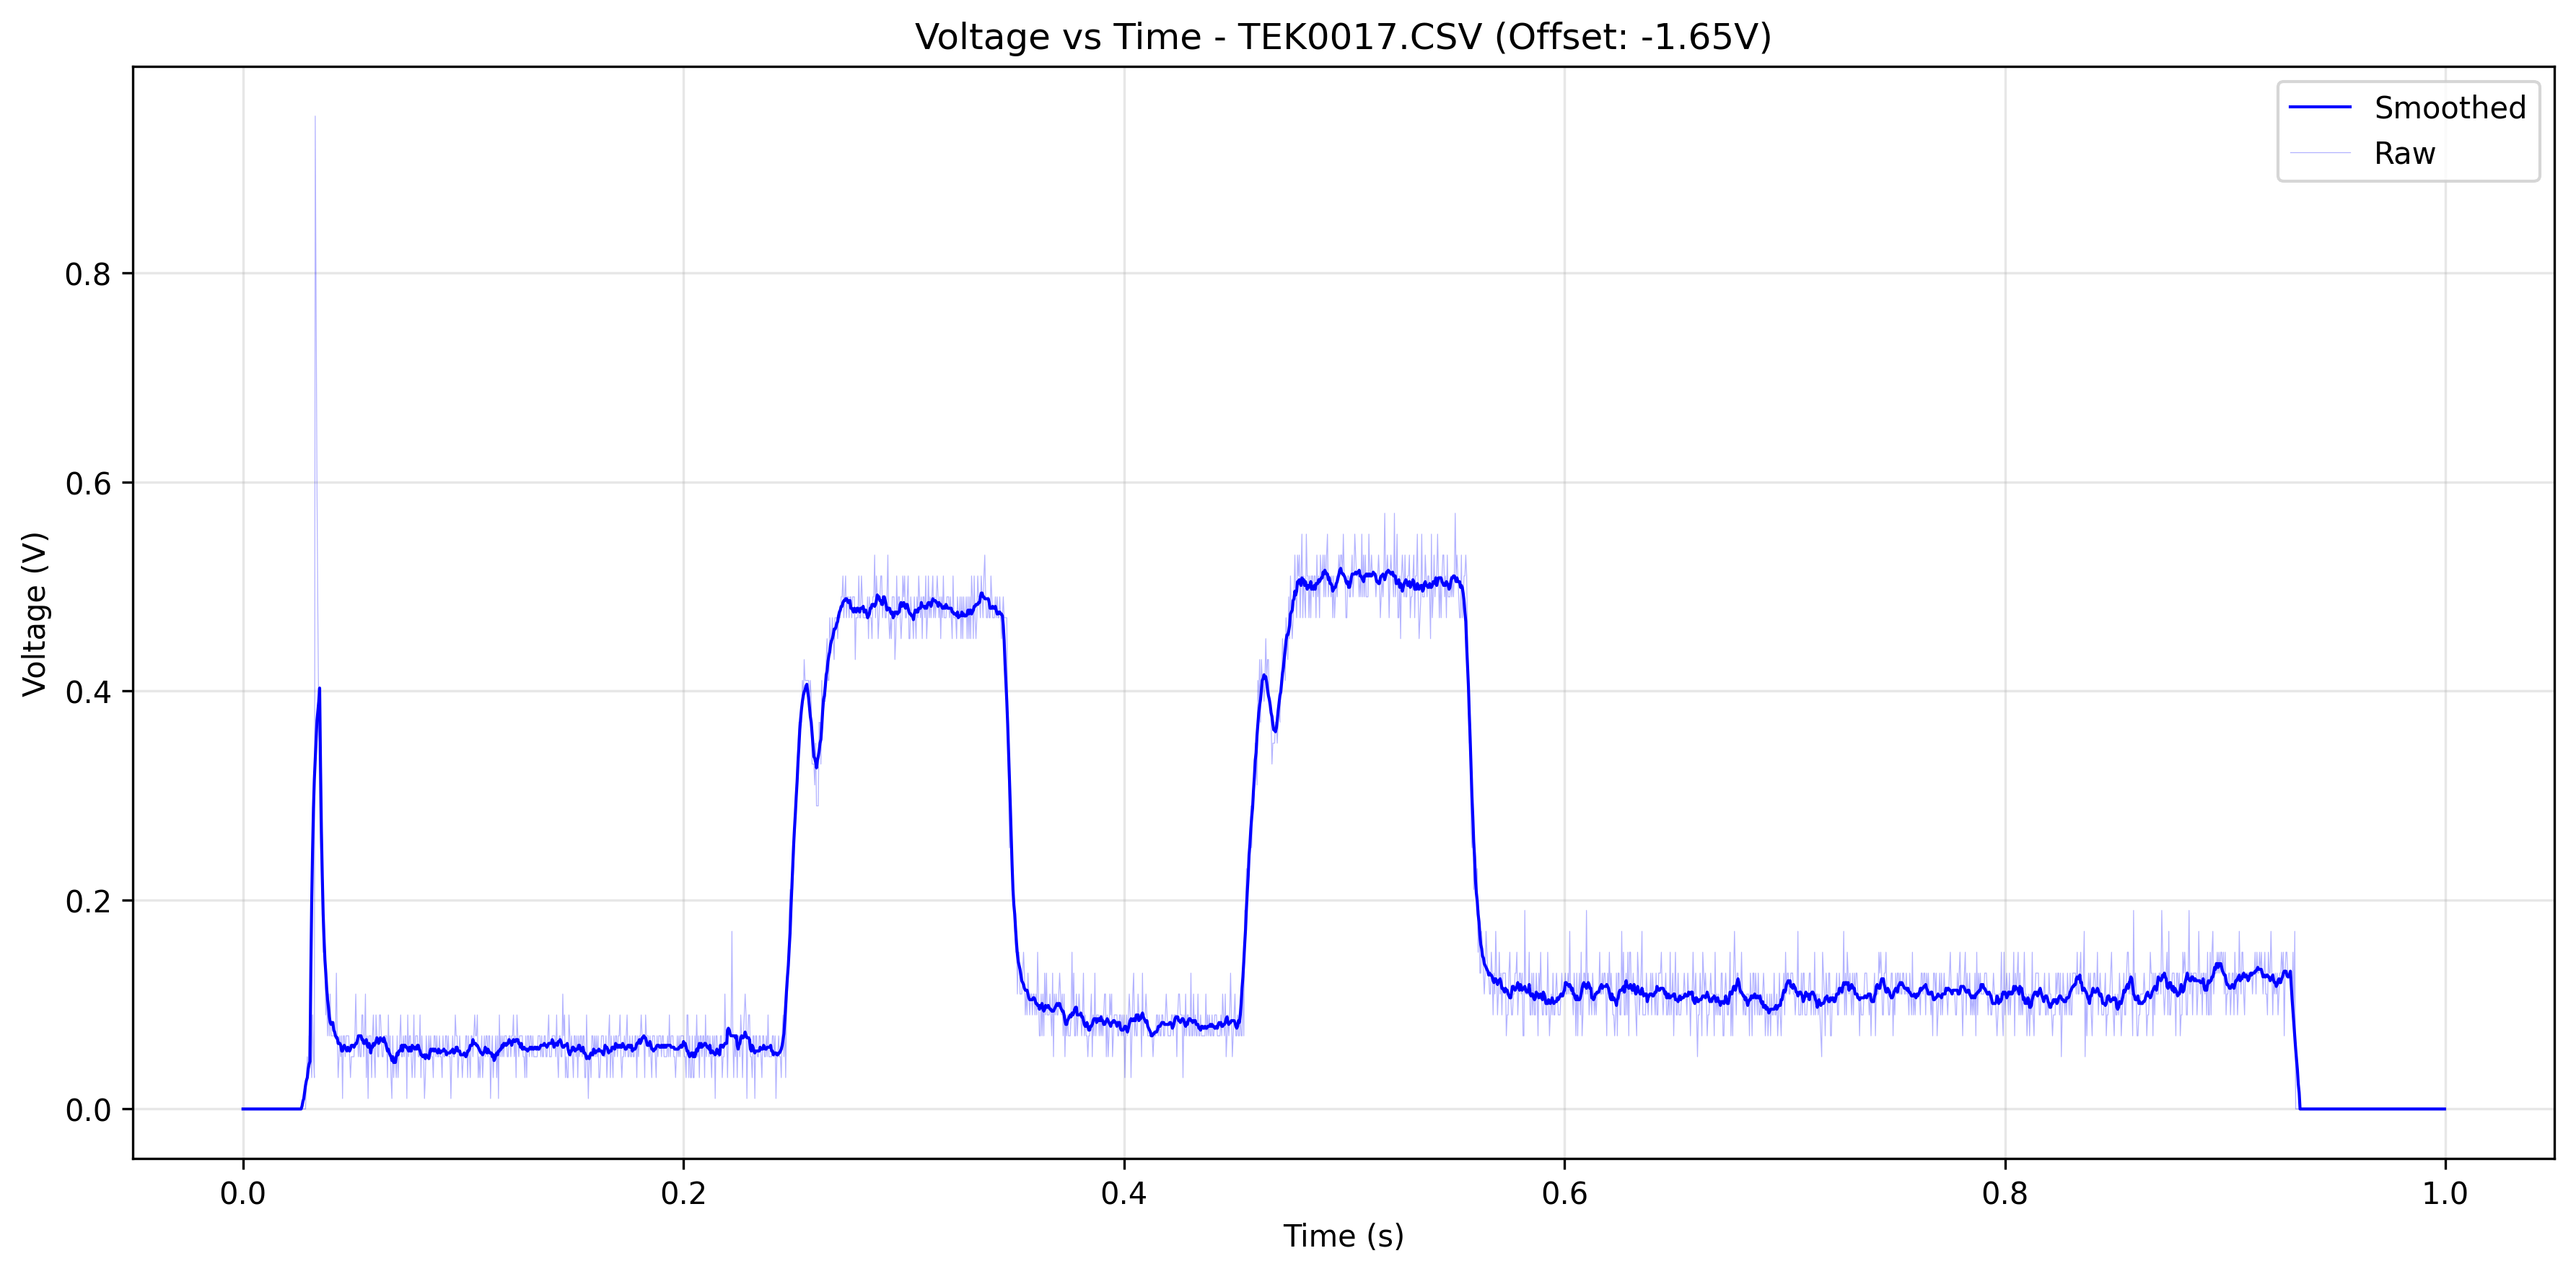 Voltage vs Time - TEK0017.CSV (Offset: -1.65V)
Smoothed
Raw
Voltage (V)
0.8
0.6
0.4
0.2
0.0
0.0 0.2 0.4 0.6 0.8 1.0
Time (s)